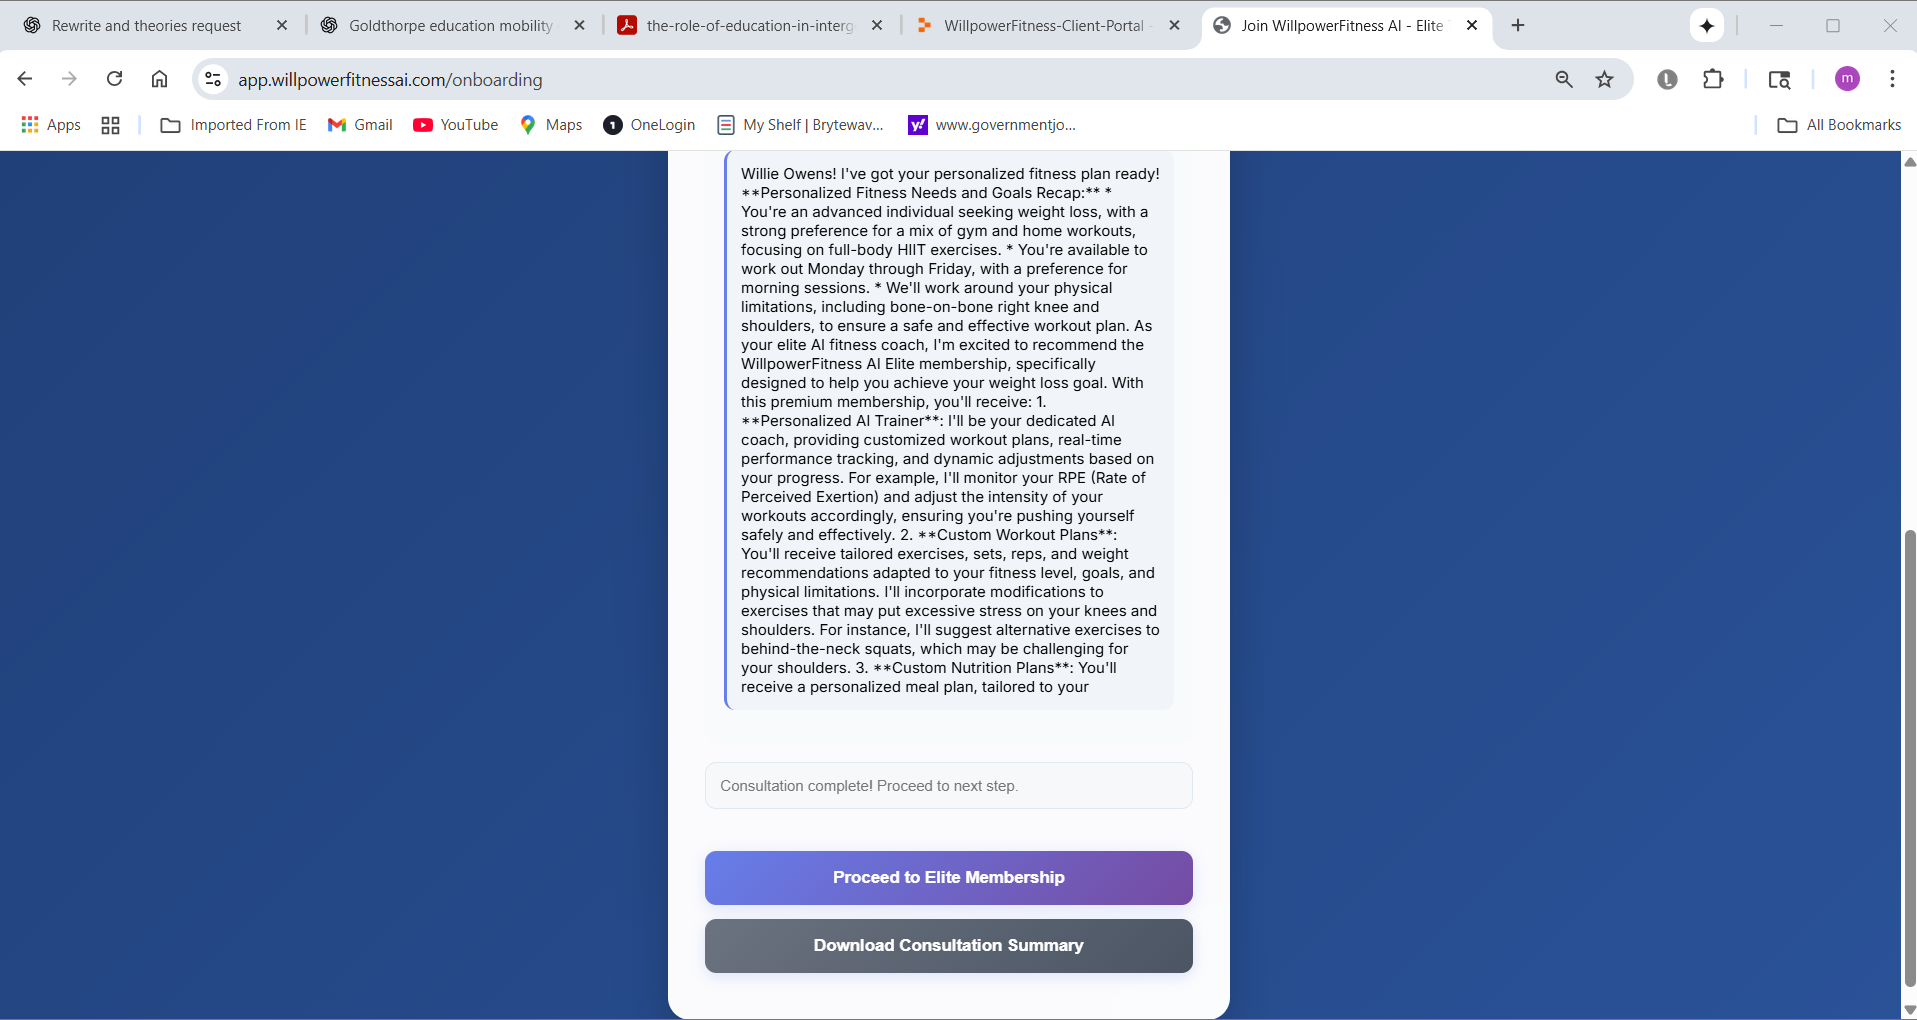 Rewrite and theories request
Goldthorpe education mobility
the-role-of-education-in-interg
WillpowerFitness-Client-Portal -
Join WillpowerFitness AI - Elite
app.willpowerfitnessai.com/onboarding
m
Apps
Imported From IE
Gmail
YouTube
Maps
OneLogin
My Shelf | Brytewav...
www.governmentjo...
All Bookmarks
Willie Owens! I've got your personalized fitness plan ready!
**Personalized Fitness Needs and Goals Recap:** *
You're an advanced individual seeking weight loss, with a
strong preference for a mix of gym and home workouts,
focusing on full-body HIIT exercises. * You're available to
work out Monday through Friday, with a preference for
morning sessions. * We'll work around your physical
limitations, including bone-on-bone right knee and
shoulders, to ensure a safe and effective workout plan. As
your elite AI fitness coach, I'm excited to recommend the
WillpowerFitness AI Elite membership, specifically
designed to help you achieve your weight loss goal. With
this premium membership, you'll receive: 1.
**Personalized AI Trainer**: I'll be your dedicated AI
coach, providing customized workout plans, real-time
performance tracking, and dynamic adjustments based on
your progress. For example, I'll monitor your RPE (Rate of
Perceived Exertion) and adjust the intensity of your
workouts accordingly, ensuring you're pushing yourself
safely and effectively. 2. **Custom Workout Plans**:
You'll receive tailored exercises, sets, reps, and weight
recommendations adapted to your fitness level, goals, and
physical limitations. I'll incorporate modifications to
exercises that may put excessive stress on your knees and
shoulders. For instance, I'll suggest alternative exercises to
behind-the-neck squats, which may be challenging for
your shoulders. 3. **Custom Nutrition Plans**: You'll
receive a personalized meal plan, tailored to your
Consultation complete! Proceed to next step.
Proceed to Elite Membership
Download Consultation Summary